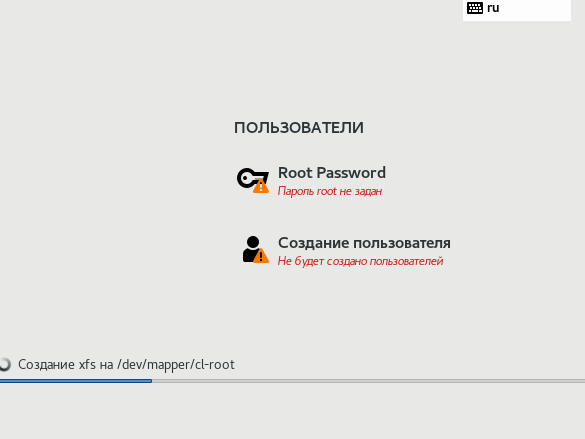 ru
ПОЛЬЗОВАТЕЛИ
Root Password
Пароль root не задан
Создание пользователя
Не будет создано пользователей
Создание xfs на /dev/mapper/cl-root